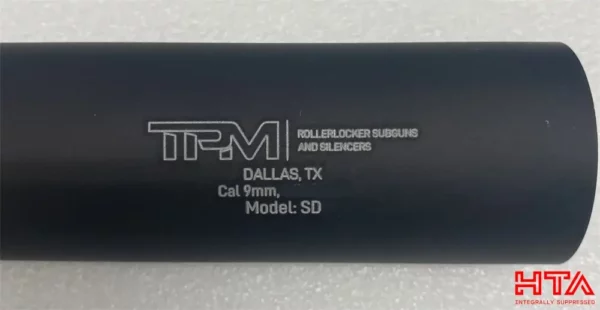 TPM
ROLLERLOCKER SUBGUNS
AND SILENCERS
DALLAS, TX
Cal 9mm,
Model: SD
HTA
INTEGRALLY SUPPRESSED